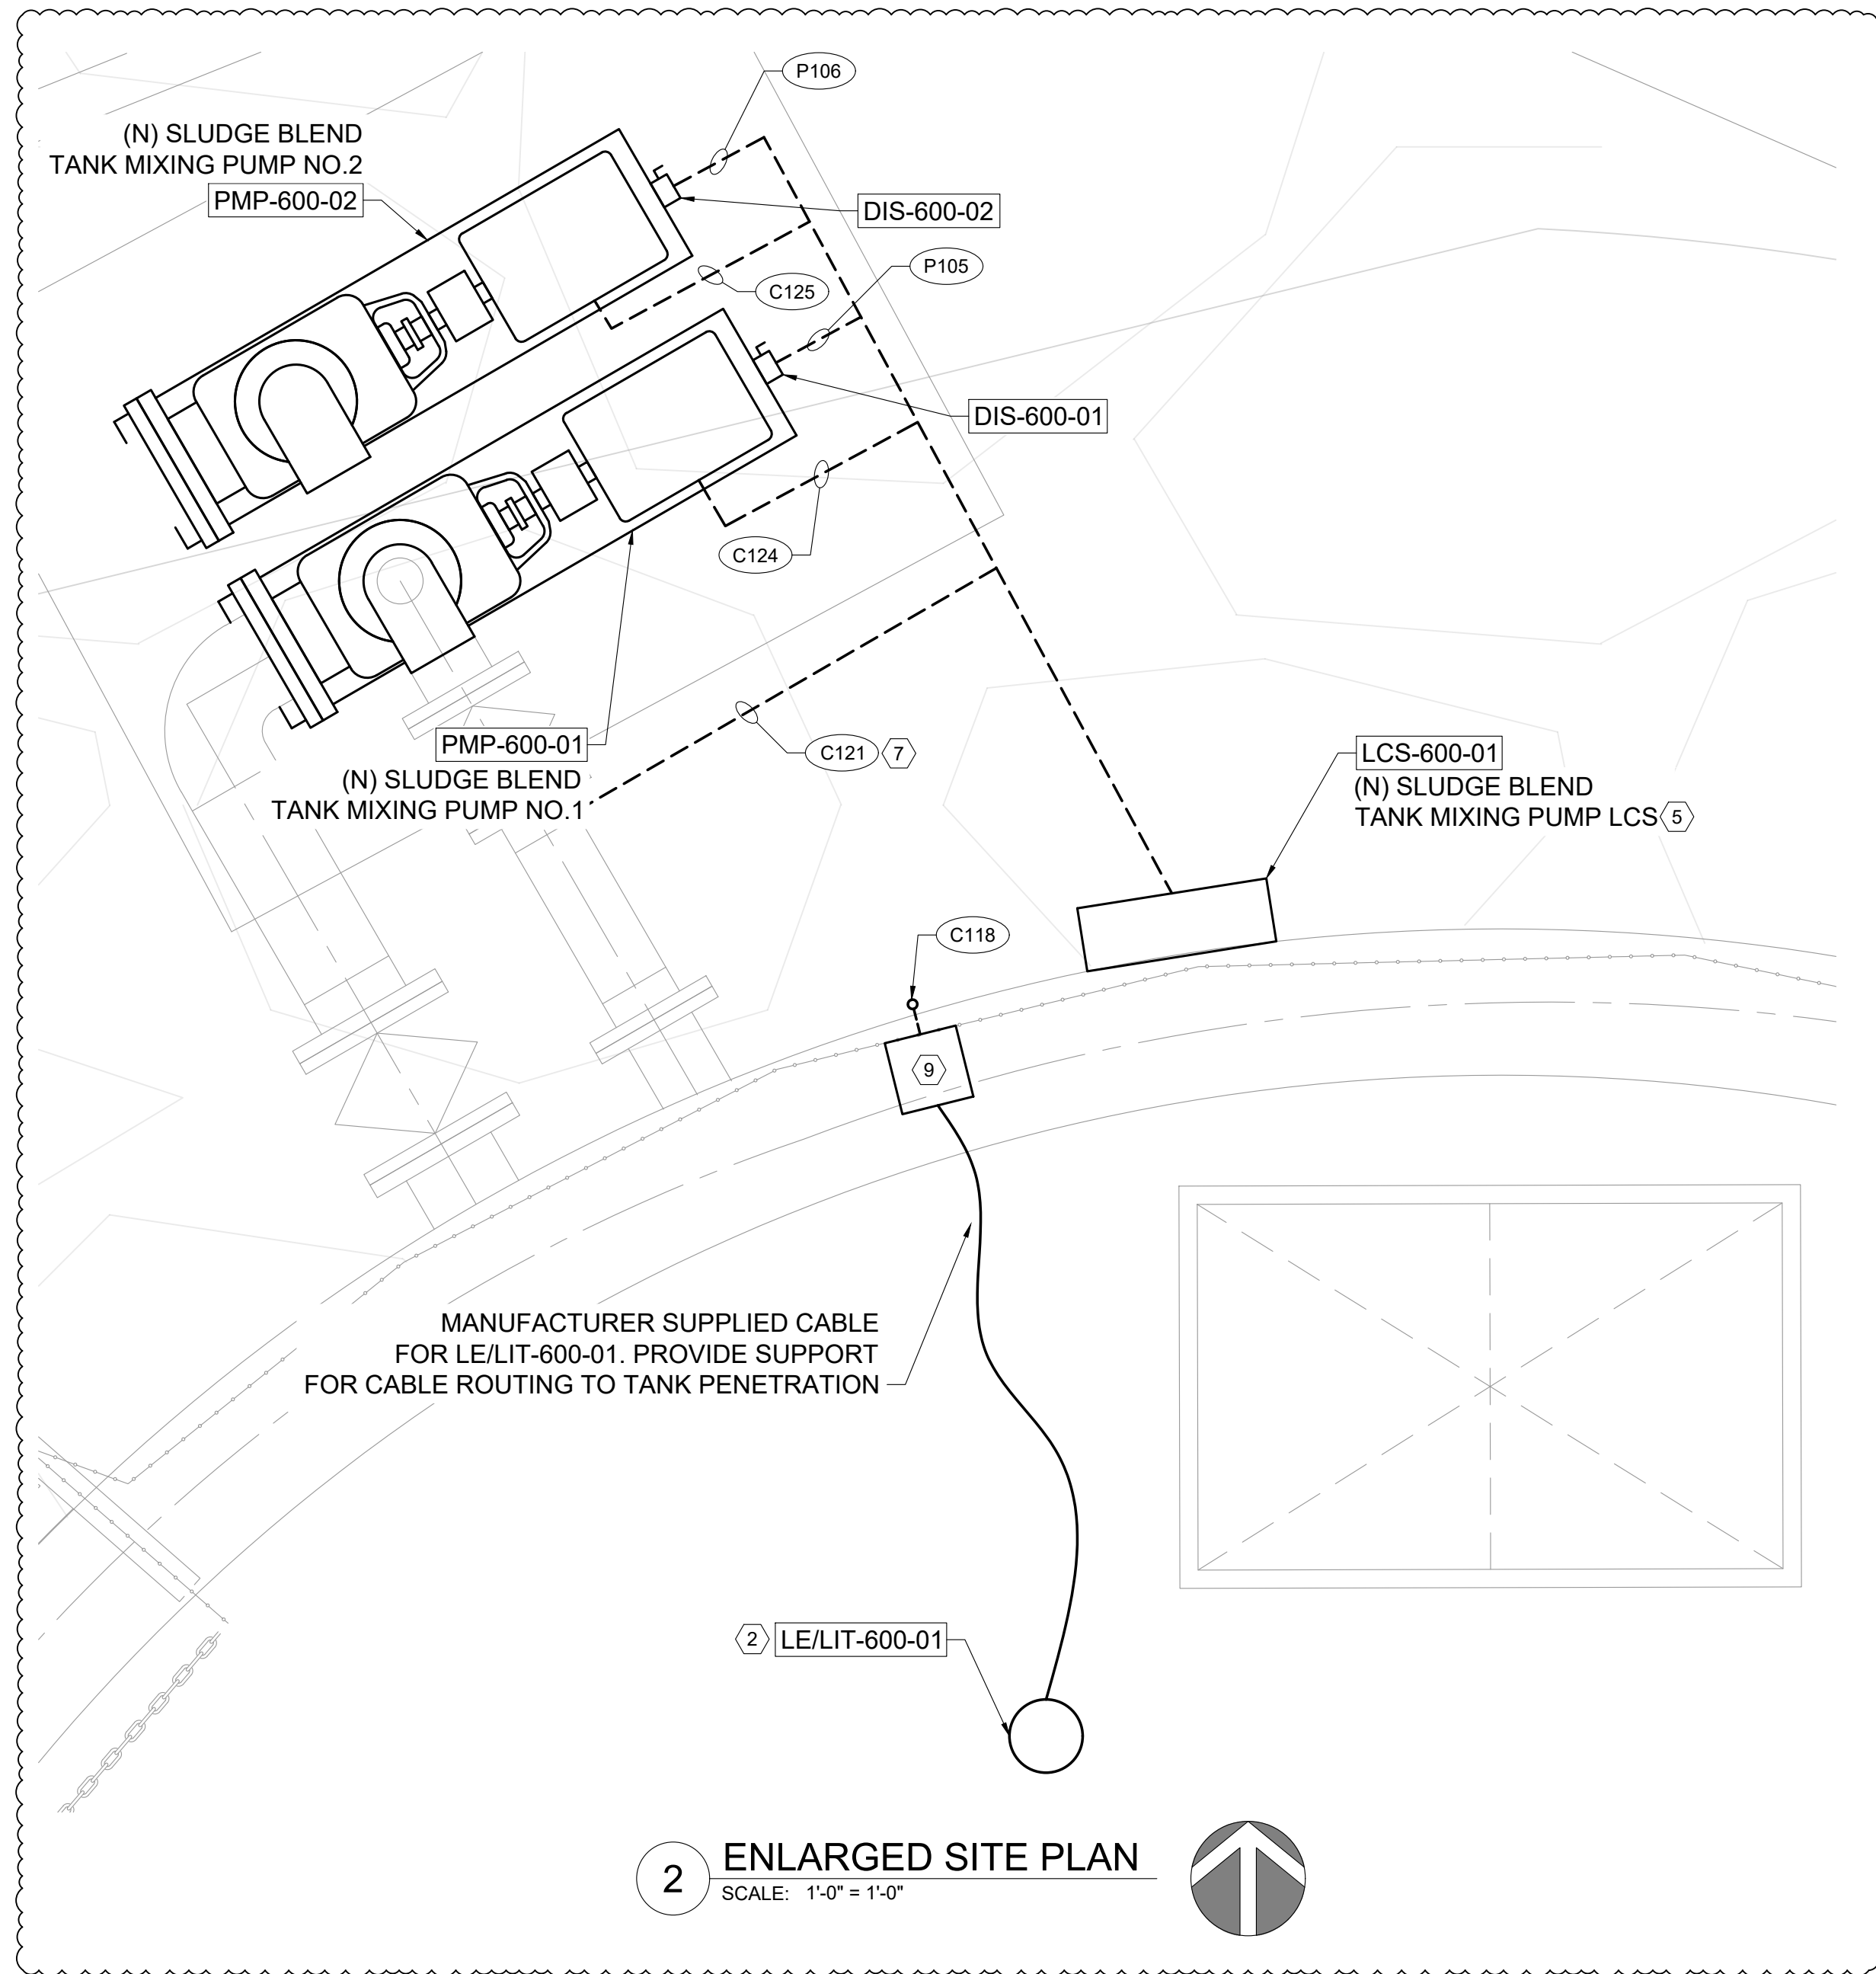 P106
(N) SLUDGE BLEND
TANK MIXING PUMP NO.2
PMP-600-02
DIS-600-02
P105
C125
DIS-600-01
C124
PMP-600-01
(N) SLUDGE BLEND
TANK MIXING PUMP NO.1
C121 7
LCS-600-01
(N) SLUDGE BLEND
TANK MIXING PUMP LCS 5
C118
9
MANUFACTURER SUPPLIED CABLE
FOR LE/LIT-600-01. PROVIDE SUPPORT
FOR CABLE ROUTING TO TANK PENETRATION
2 LE/LIT-600-01
2 ENLARGED SITE PLAN
SCALE: 1'-0" = 1'-0"